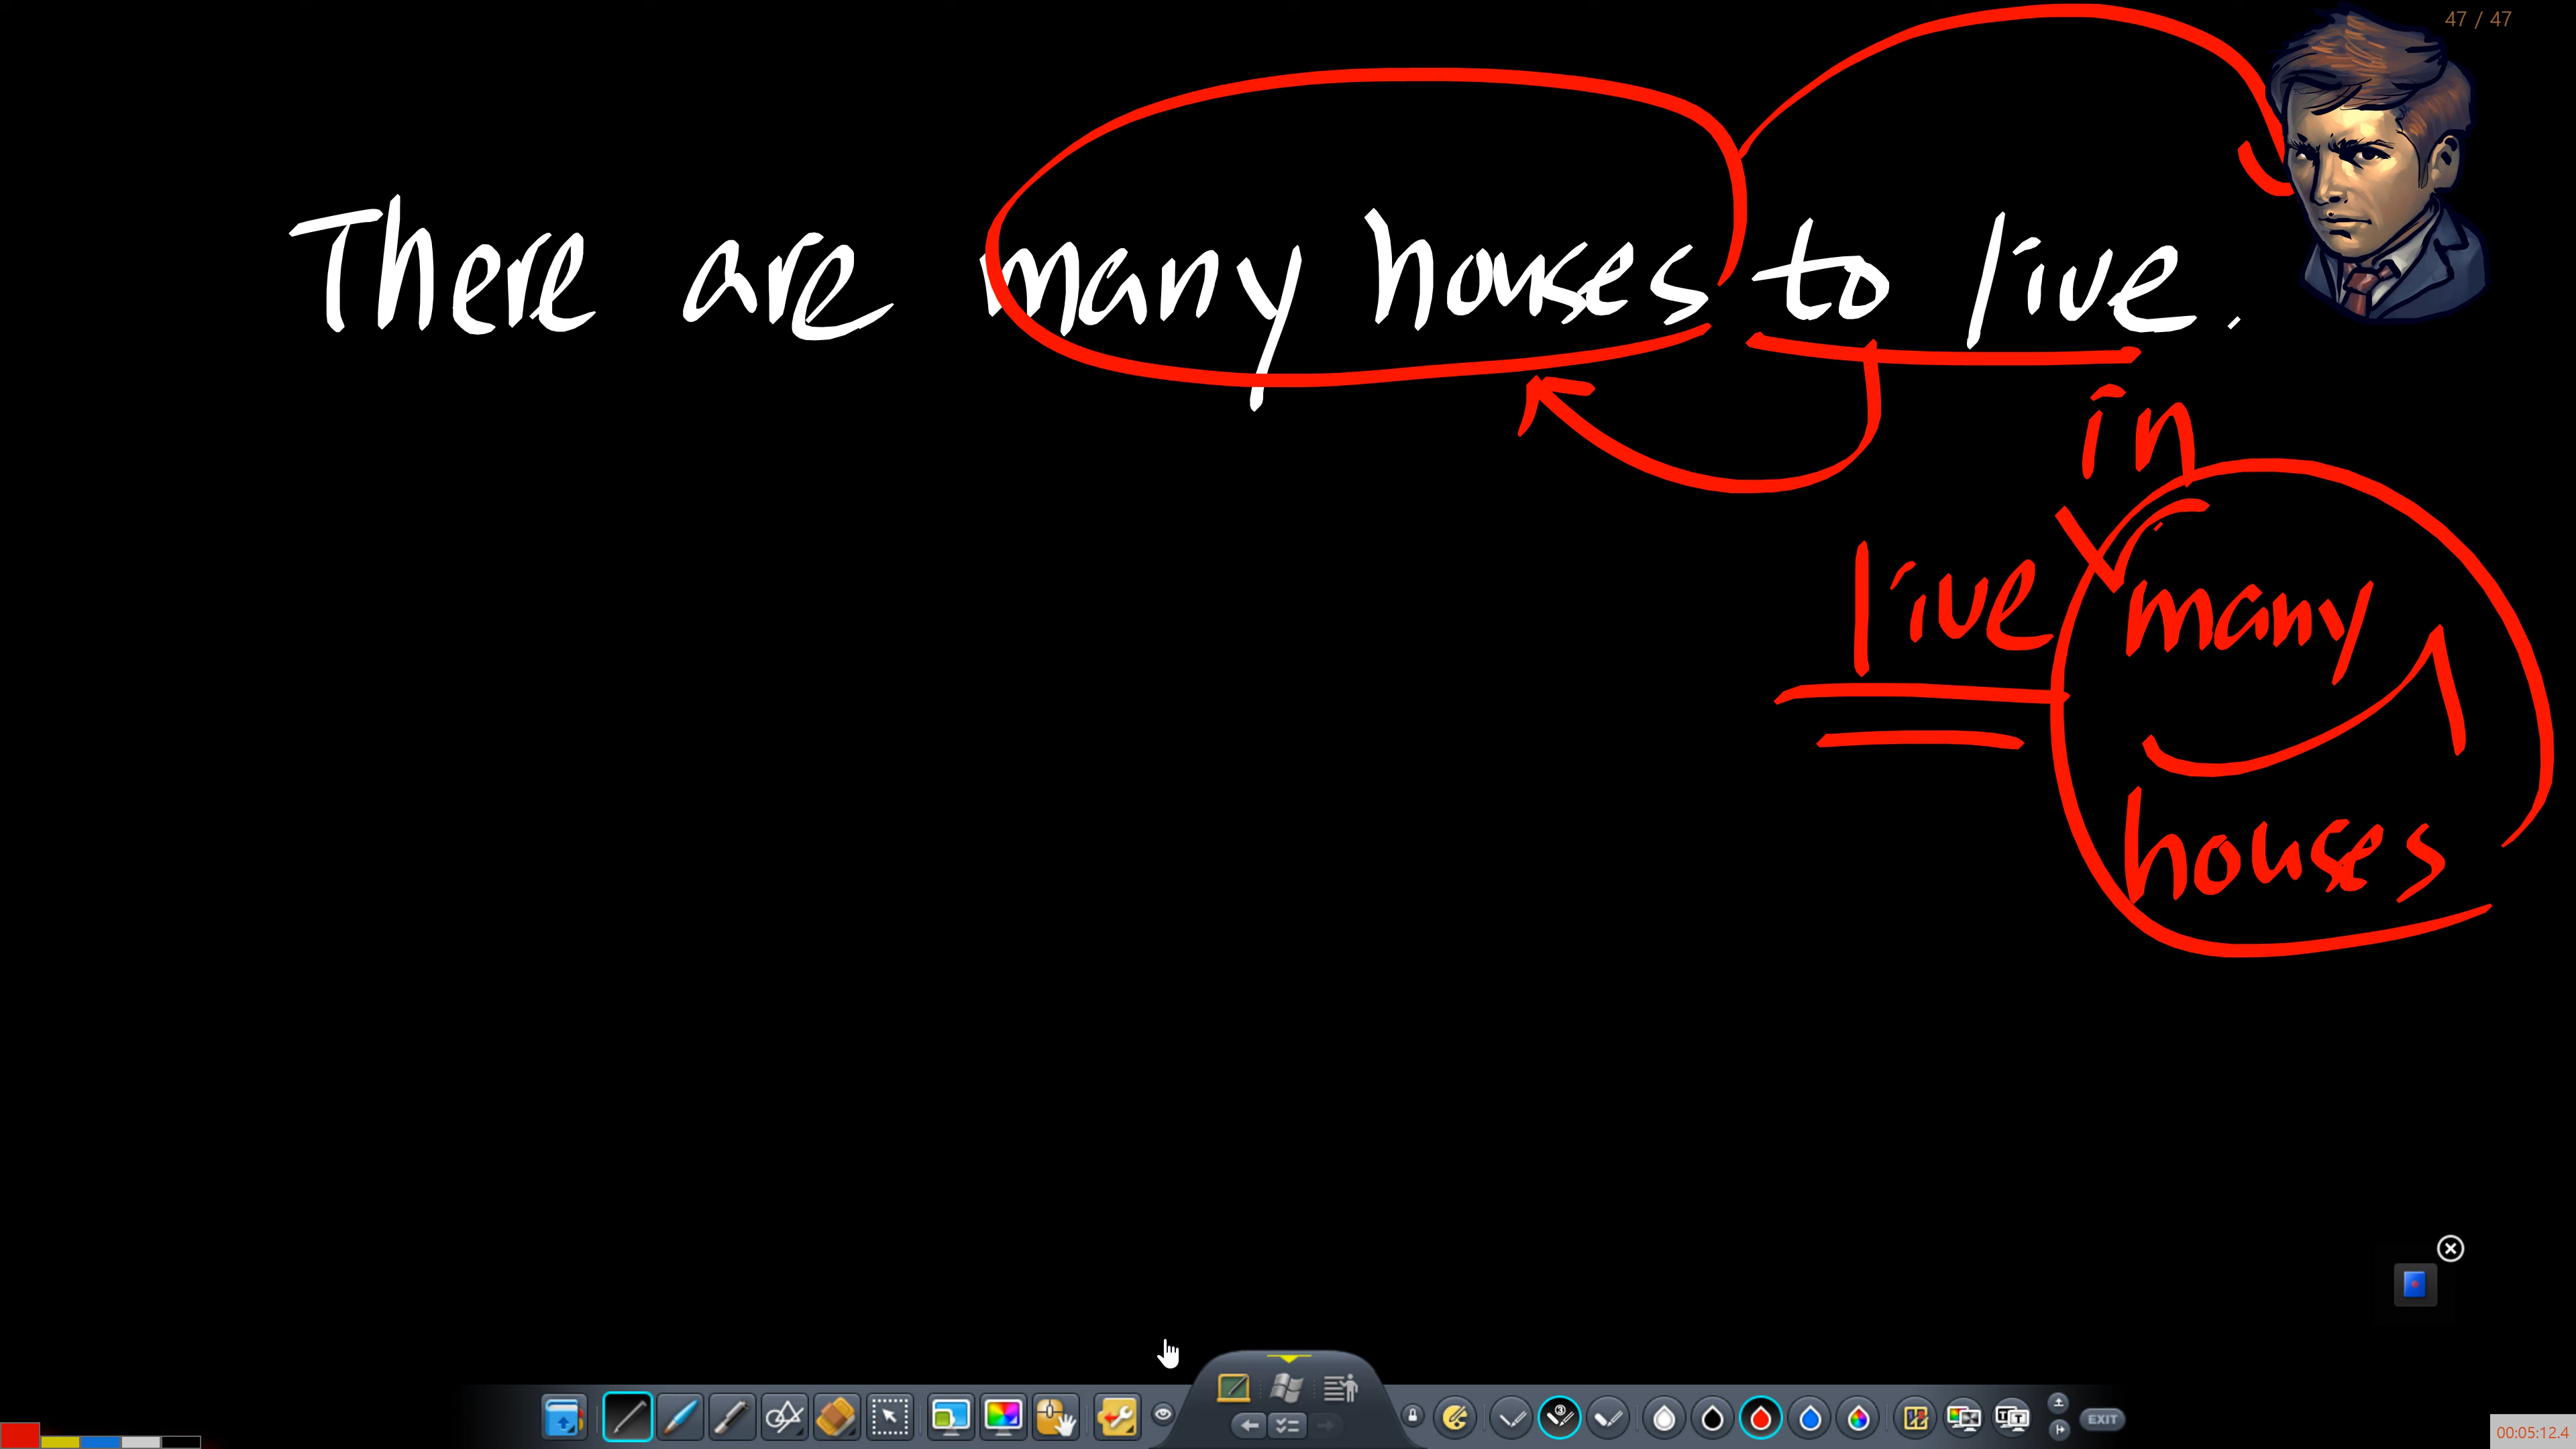 47 / 47
There are many houses to live.
in
live many
houses
EXIT
00:05:12.4